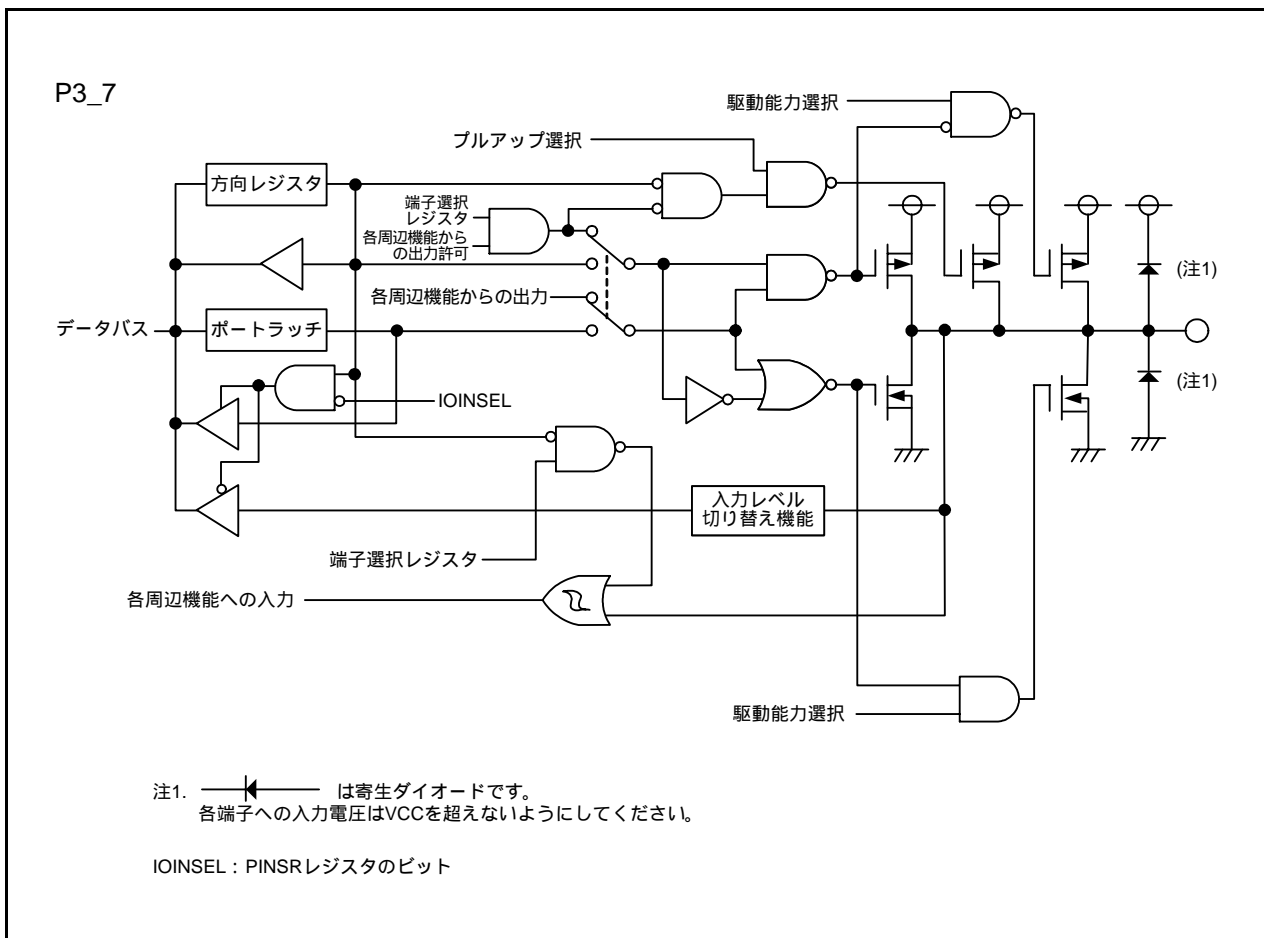 P3_7
駆動能力選択
プルアップ選択
方向レジスタ
端子選択
レジスタ
各周辺機能から
の出力許可
(注1)
各周辺機能からの出力
データバス
ポートラッチ
(注1)
IOINSEL
入力レベル
切り替え機能
端子選択レジスタ
各周辺機能への入力
駆動能力選択
注1. は寄生ダイオードです。
各端子への入力電圧はVCCを超えないようにしてください。
IOINSEL：PINSRレジスタのビット